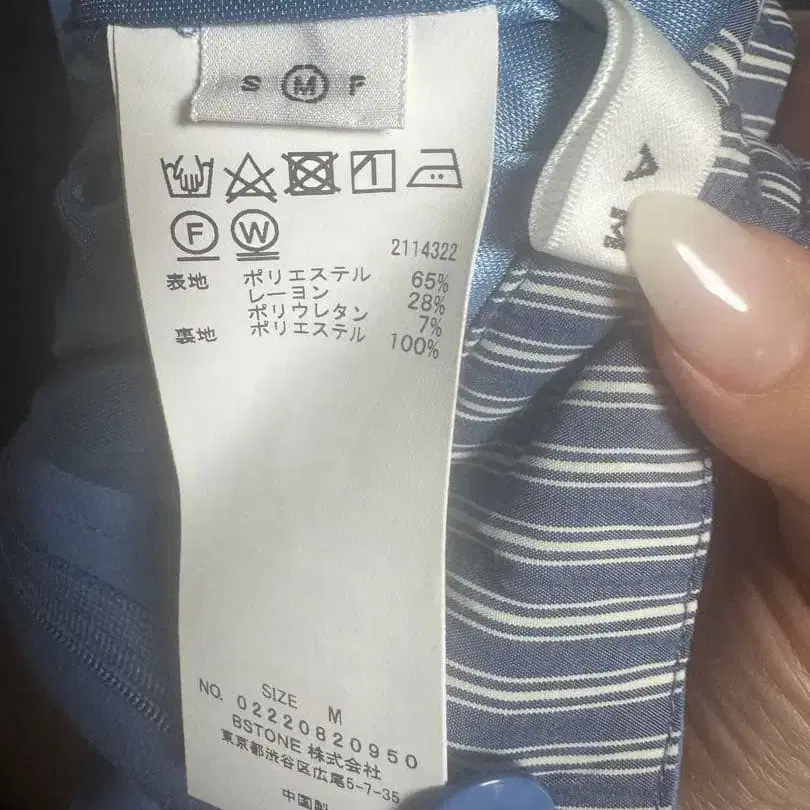 S M F
A
M
F W
2114322
表地 ポリエステル 65%
レーヨン 28%
ポリウレタン 7%
裏地 ポリエステル 100%
SIZE M
NO. 02220820950
BSTONE 株式会社
東京都渋谷区広尾5-7-35
中国製